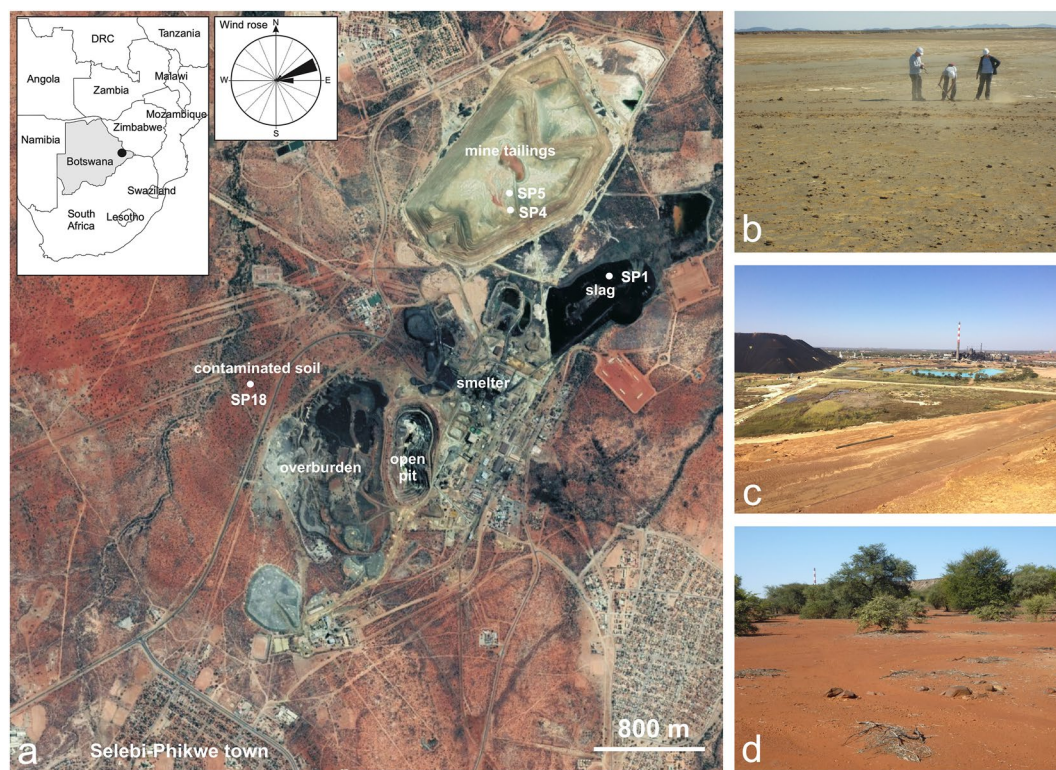 DRC
Tanzania
Angola
Malawi
Zambia
Mozambique
Zimbabwe
Namibia
Botswana
Swaziland
South
Africa
Lesotho
Wind rose
N
W
E
S
mine tailings
SP5
SP4
SP1
slag
contaminated soil
SP18
smelter
overburden
open
pit
800 m
Selebi-Phikwe town
a
b
c
d